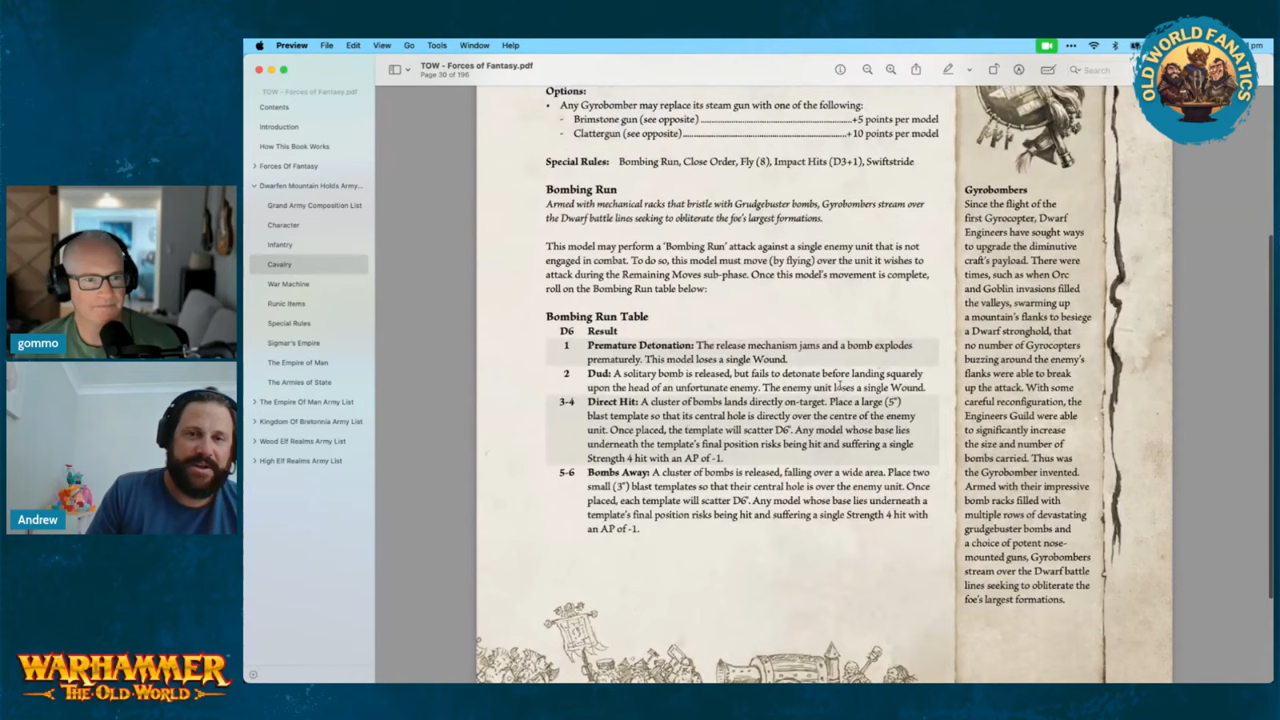 Preview File Edit View Go Tools Window Help
TOW - Forces of Fantasy.pdf
Page 30 of 196
Search
OLD WORLD FANATICS
TOW - Forces of Fantasy.pdf
Contents
Introduction
How This Book Works
Forces Of Fantasy
Dwarfen Mountain Holds Army...
Grand Army Composition List
Character
Infantry
Cavalry
War Machine
Runic Items
Special Rules
Sigmar's Empire
The Empire of Man
The Armies of State
The Empire Of Man Army List
Kingdom Of Bretonnia Army List
Wood Elf Realms Army List
High Elf Realms Army List
gommo
Andrew
WARHAMMER
THE OLD WORLD
Options:
• Any Gyrobomber may replace its steam gun with one of the following:
- Brimstone gun (see opposite) ...+5 points per model
- Clattergun (see opposite)...+10 points per model
Special Rules: Bombing Run, Close Order, Fly (8), Impact Hits (D3+1), Swiftstride
Bombing Run
Armed with mechanical racks that bristle with Grudgebuster bombs, Gyrobombers stream over
the Dwarf battle lines seeking to obliterate the foe's largest formations.
This model may perform a 'Bombing Run' attack against a single enemy unit that is not
engaged in combat. To do so, this model must move (by flying) over the unit it wishes to
attack during the Remaining Moves sub-phase. Once this model's movement is complete,
roll on the Bombing Run table below:
Bombing Run Table
D6 Result
1 Premature Detonation: The release mechanism jams and a bomb explodes
prematurely. This model loses a single Wound.
2 Dud: A solitary bomb is released, but fails to detonate before landing squarely
upon the head of an unfortunate enemy. The enemy unit loses a single Wound.
3-4 Direct Hit: A cluster of bombs lands directly on-target. Place a large (5")
blast template so that its central hole is directly over the centre of the enemy
unit. Once placed, the template will scatter D6". Any model whose base lies
underneath the template's final position risks being hit and suffering a single
Strength 4 hit with an AP of -1.
5-6 Bombs Away: A cluster of bombs is released, falling over a wide area. Place two
small (3") blast templates so that their central hole is over the enemy unit. Once
placed, each template will scatter D6". Any model whose base lies underneath a
template's final position risks being hit and suffering a single Strength 4 hit with
an AP of -1.
Gyrobombers
Since the flight of the
first Gyrocopter, Dwarf
Engineers have sought ways
to upgrade the diminutive
craft's payload. There were
times, such as when Orc
and Goblin invasions filled
the valleys, swarming up
a mountain's flanks to besiege
a Dwarf stronghold, that
no number of Gyrocopters
buzzing around the enemy's
flanks were able to break
up the attack. With some
careful reconfiguration, the
Engineers Guild were able
to significantly increase
the size and number of
bombs carried. Thus was
the Gyrobomber invented.
Armed with their impressive
bomb racks filled with
multiple rows of devastating
grudgebuster bombs and
a choice of potent nose-
mounted guns, Gyrobombers
stream over the Dwarf battle
lines seeking to obliterate the
foe's largest formations.